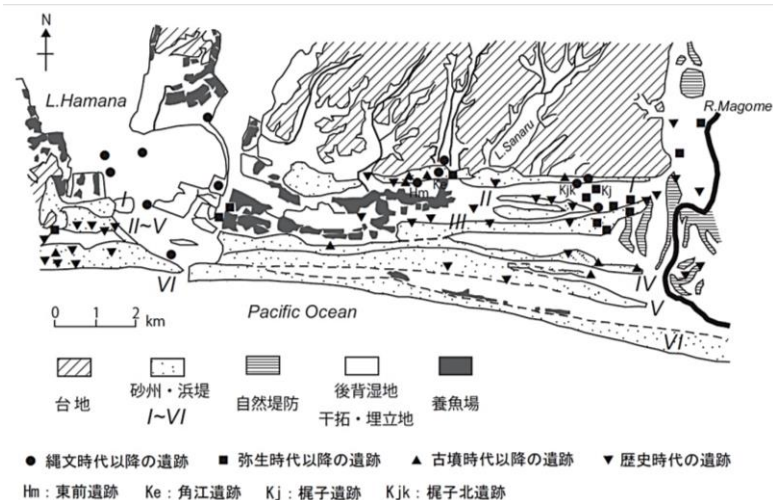 N
L.Hamana
R.Magome
L.Sanaru
Ke
Hm
Kjk
Kj
I
II
I
II~V
III
IV
VI
V
VI
Pacific Ocean
0 1 2 km
台地
砂州・浜堤
I~VI
自然堤防
後背湿地
干拓・埋立地
養魚場
● 縄文時代以降の遺跡 ■ 弥生時代以降の遺跡 ▲ 古墳時代以降の遺跡 ▼ 歴史時代の遺跡
Hm：東前遺跡 Ke：角江遺跡 Kj：梶子遺跡 Kjk：梶子北遺跡